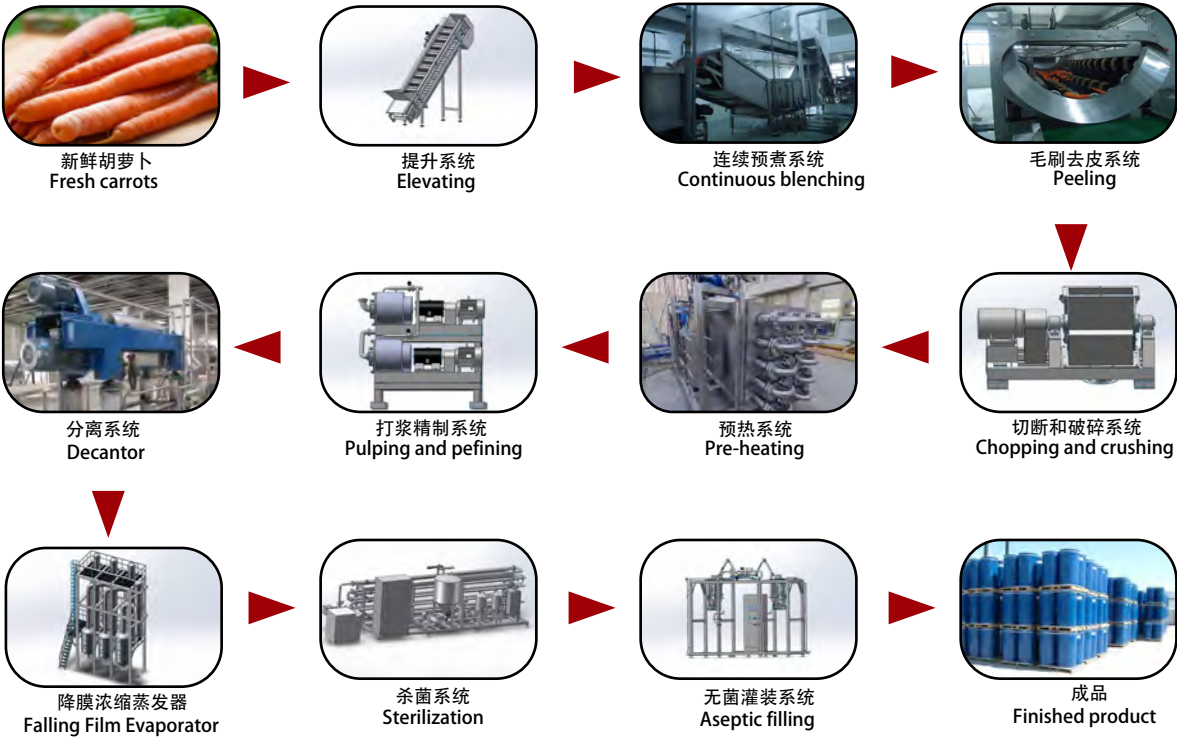 新鲜胡萝卜
Fresh carrots
提升系统
Elevating
连续预煮系统
Continuous blenching
毛刷去皮系统
Peeling
切断和破碎系统
Chopping and crushing
预热系统
Pre-heating
打浆精制系统
Pulping and pefining
分离系统
Decantor
降膜浓缩蒸发器
Falling Film Evaporator
杀菌系统
Sterilization
无菌灌装系统
Aseptic filling
成品
Finished product